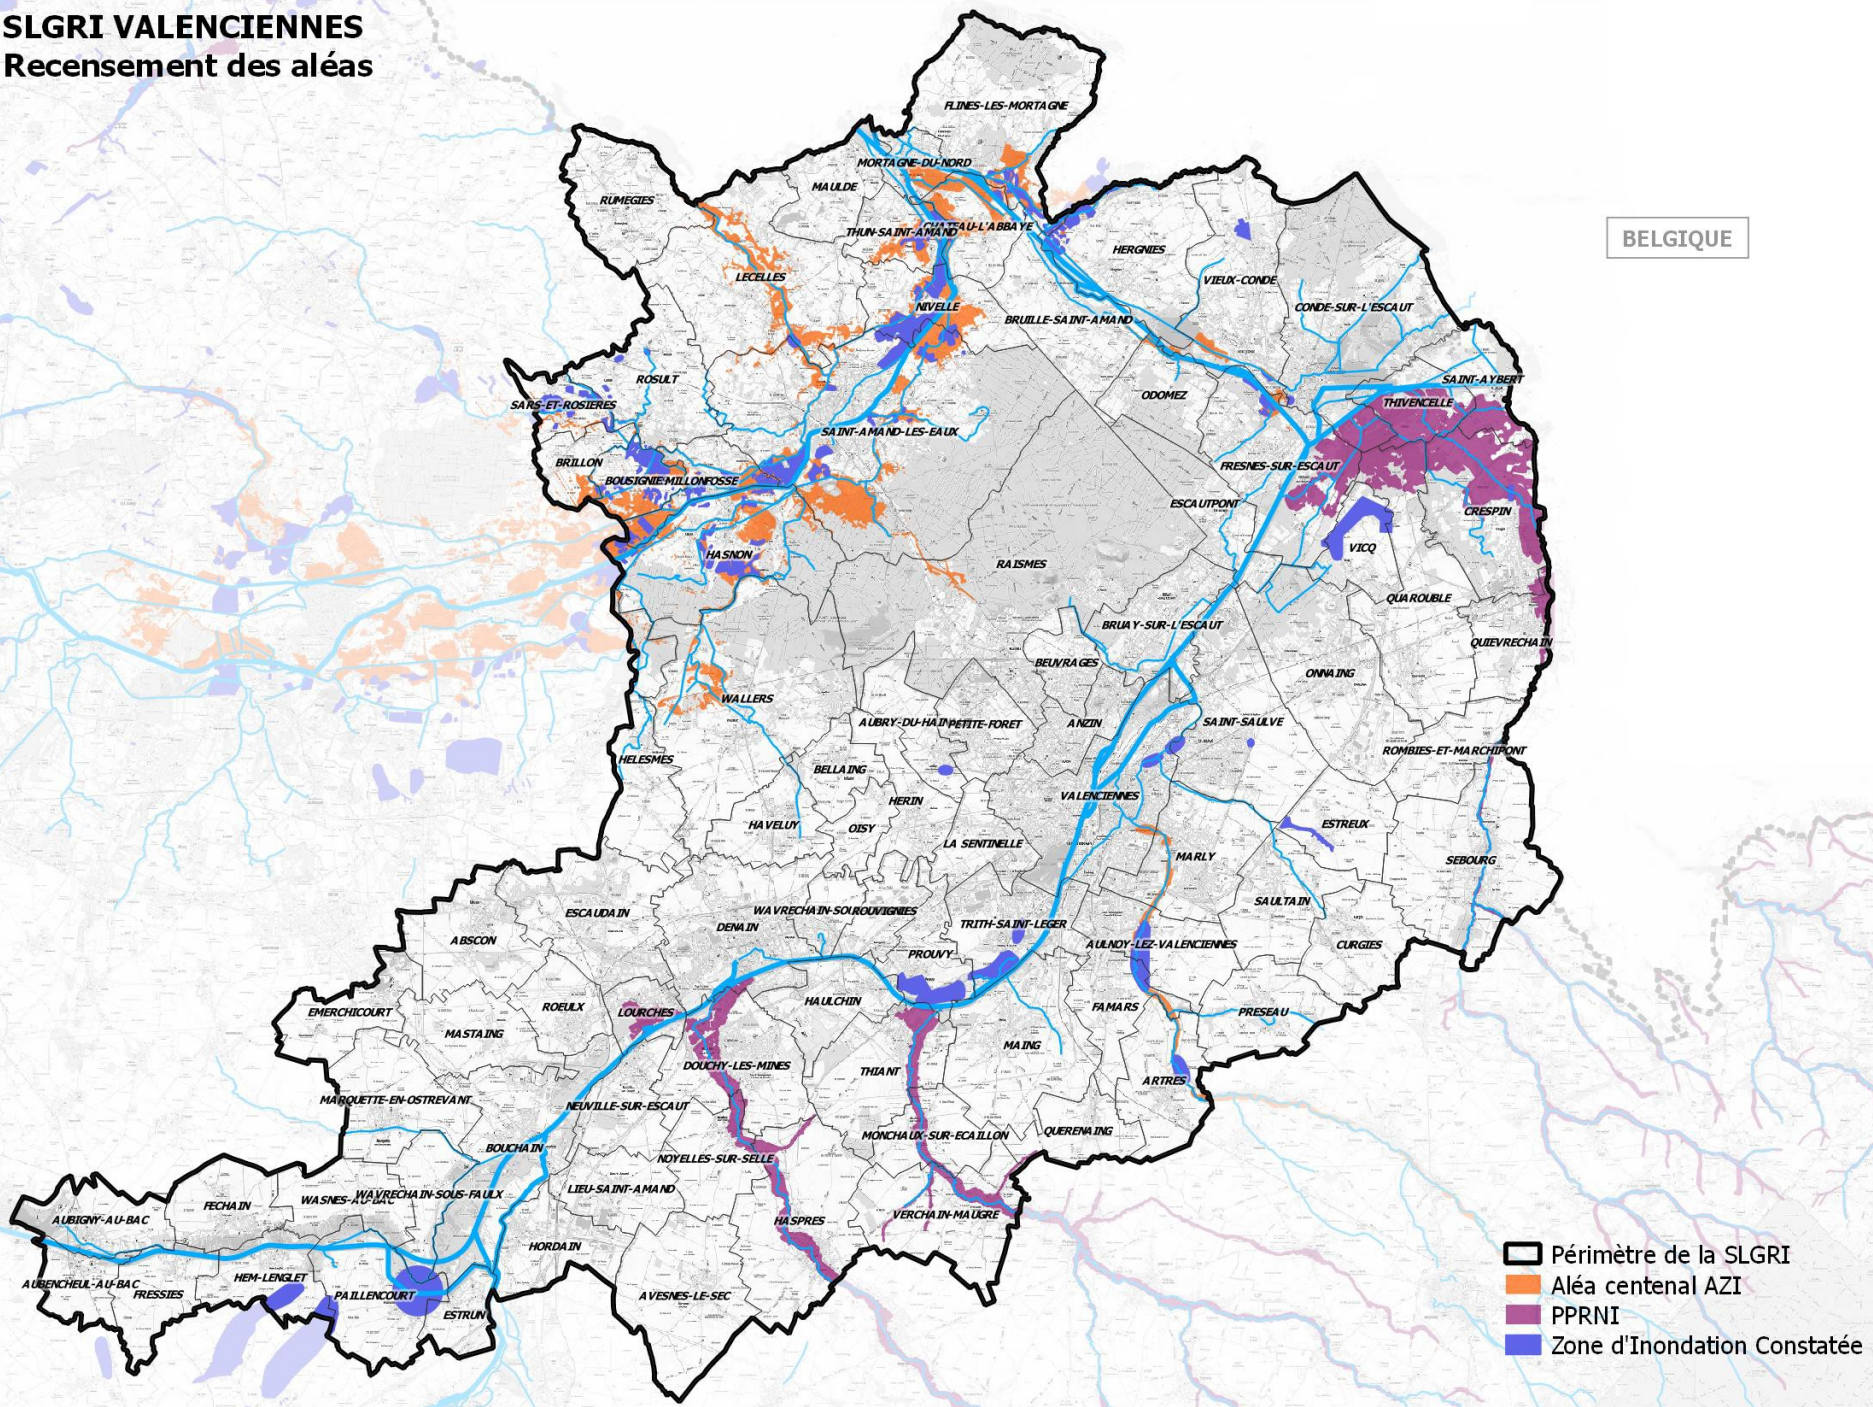 SLGRI VALENCIENNES
Recensement des aléas
FLINES-LES-MORTAGNE
MORTAGNE-DU-NORD
MAULDE
RUMEGIES
CHATEAU-L'ABBAYE
THUN-SAINT-AMAND
BELGIQUE
HERGNIES
LECELLES
VIEUX-CONDE
NIVELLE
CONDE-SUR-L'ESCAUT
BRUILLE-SAINT-AMAND
ROSULT
SAINT-AYBERT
ODOMEZ
SARS-ET-ROSIERES
THIVENCELLE
SAINT-AMAND-LES-EAUX
BRILLON
FRESNES-SUR-ESCAUT
BOUSIGNIE MILLONFOSSE
ESCAUTPONT
CRESPIN
VICQ
HASNON
RAISMES
QUAROUBLE
BRUAY-SUR-L'ESCAUT
QUIEVRECHAIN
BEUVRAGES
ONNAING
WALLERS
AUBRY-DU-HAIN
PETITE-FORET
ANZIN
SAINT-SAULVE
ROMBIES-ET-MARCHIPONT
HELESMES
BELLAING
VALENCIENNES
HERIN
HAVELUY
OISY
ESTREUX
LA SENTINELLE
MARLY
SEBOURG
SAULTAIN
ESCAUDAIN
WAVRECHAIN-SOU
ROUVIGNIES
DENAIN
TRITH-SAINT-LEGER
ABSCON
AULNOY-LEZ-VALENCIENNES
CURGIES
PROUVY
HAULCHIN
ROEULX
FAMARS
EMERCHICOURT
LOURCHES
PRESEAU
MASTAING
MAING
DOUCHY-LES-MINES
THIANT
ARTRES
MARQUETTE-EN-OSTREVANT
NEUVILLE-SUR-ESCAUT
QUERENAING
MONCHAUX-SUR-ECAILLON
BOUCHAIN
NOYELLES-SUR-SELLE
LIEU-SAINT-AMAND
WAVRECHAIN-SOUS-FAULX
WASNES-AU-BAC
FECHAIN
VERCHAIN-MAUGRE
AUBIGNY-AU-BAC
HASPRES
HORDAIN
HEM-LENGLET
AUBENCHEUL-AU-BAC
FRESSIES
PAILLENCOURT
AVESNES-LE-SEC
ESTRUN
Périmètre de la SLGRI
Aléa centenal AZI
PPRNI
Zone d'Inondation Constatée